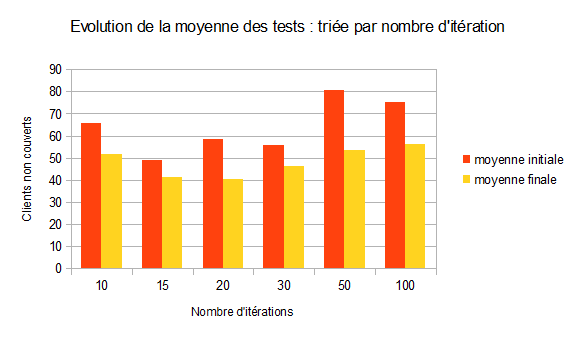 Evolution de la moyenne des tests : triée par nombre d'itération
90
80
70
60
50
40
30
20
10
0
Clients non couverts
10 15 20 30 50 100
Nombre d'itérations
moyenne initiale
moyenne finale